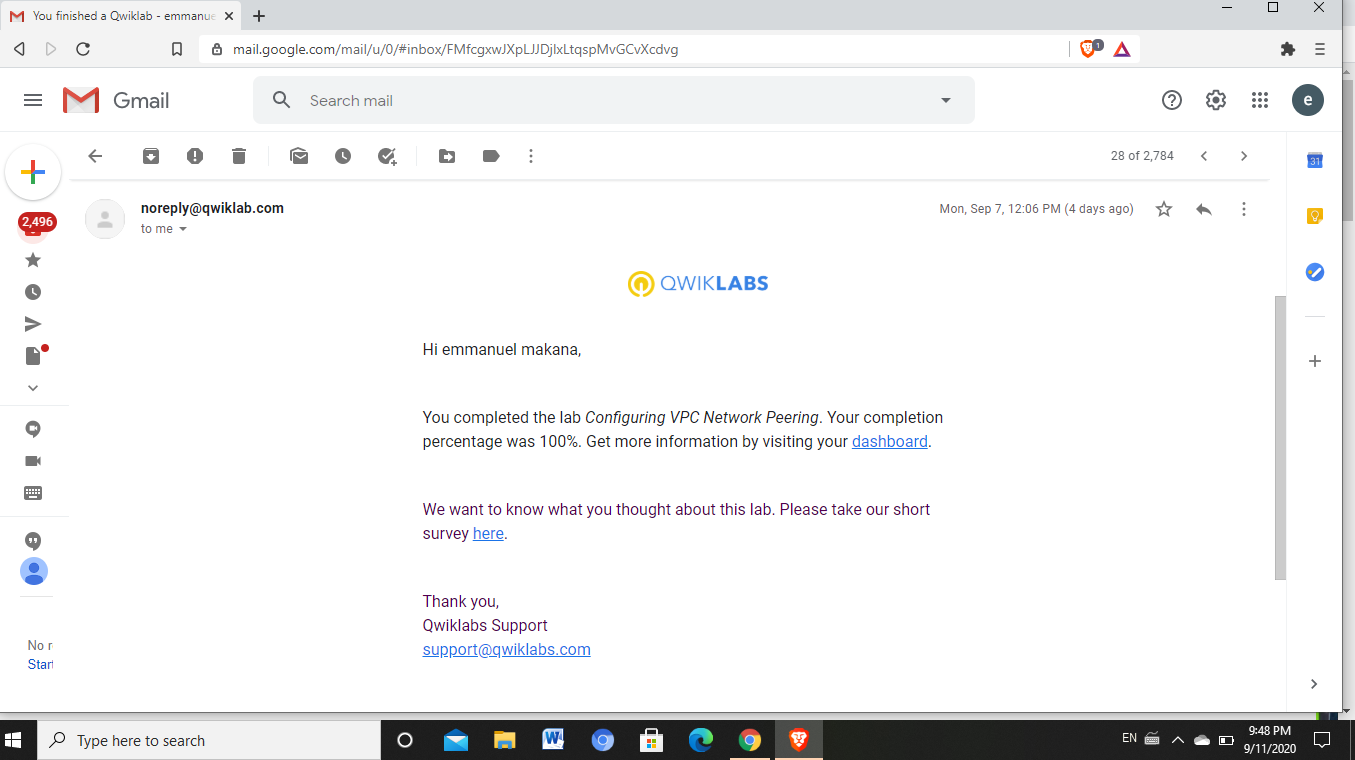 You finished a Qwiklab - emmanue
mail.google.com/mail/u/0/#inbox/FMfcgxwJXpLJJDjlxLtqspMvGCvXcdvg
1
Gmail
Search mail
e
28 of 2,784
31
2,496
noreply@qwiklab.com
Mon, Sep 7, 12:06 PM (4 days ago)
to me
QWIKLABS
Hi emmanuel makana,
You completed the lab Configuring VPC Network Peering. Your completion
percentage was 100%. Get more information by visiting your dashboard.
We want to know what you thought about this lab. Please take our short
survey here.
Thank you,
Qwiklabs Support
support@qwiklabs.com
No r
Start
Type here to search
EN
9:48 PM
9/11/2020